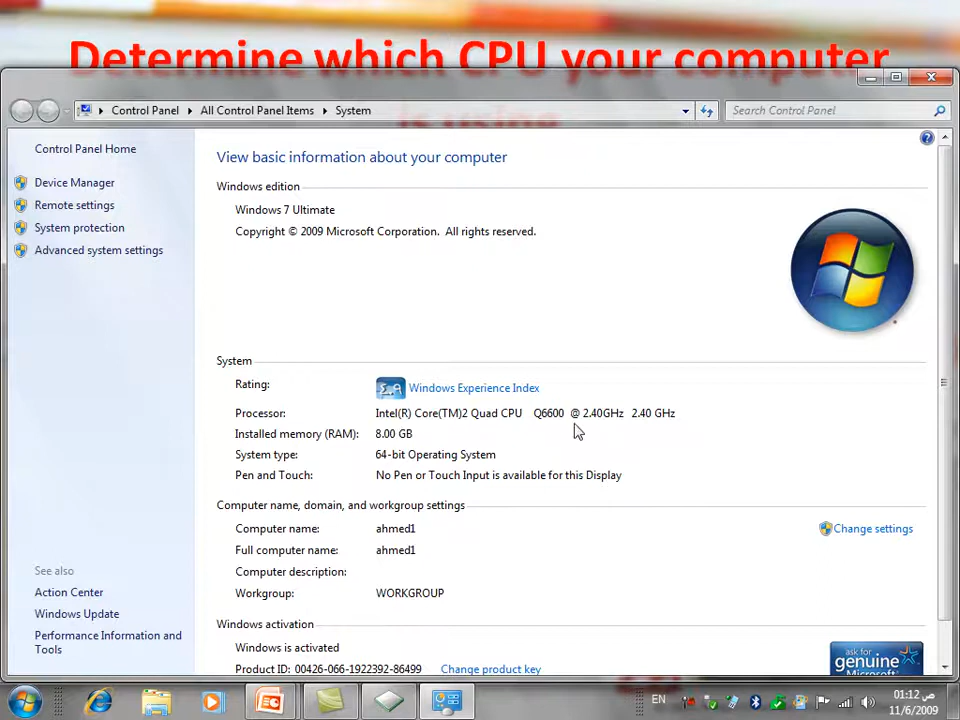 Determine which CPU your computer
is using
Control Panel
All Control Panel Items
System
Search Control Panel
Control Panel Home
Device Manager
Remote settings
System protection
Advanced system settings
See also
Action Center
Windows Update
Performance Information and
Tools
View basic information about your computer
Windows edition
Windows 7 Ultimate
Copyright © 2009 Microsoft Corporation. All rights reserved.
System
Rating: Windows Experience Index
Processor: Intel(R) Core(TM)2 Quad CPU Q6600 @ 2.40GHz 2.40 GHz
Installed memory (RAM): 8.00 GB
System type: 64-bit Operating System
Pen and Touch: No Pen or Touch Input is available for this Display
Computer name, domain, and workgroup settings
Computer name: ahmed1 Change settings
Full computer name: ahmed1
Computer description:
Workgroup: WORKGROUP
Windows activation
Windows is activated
Product ID: 00426-066-1922392-86499 Change product key
ask for
genuine
Microsoft
EN
01:12 ص
11/6/2009